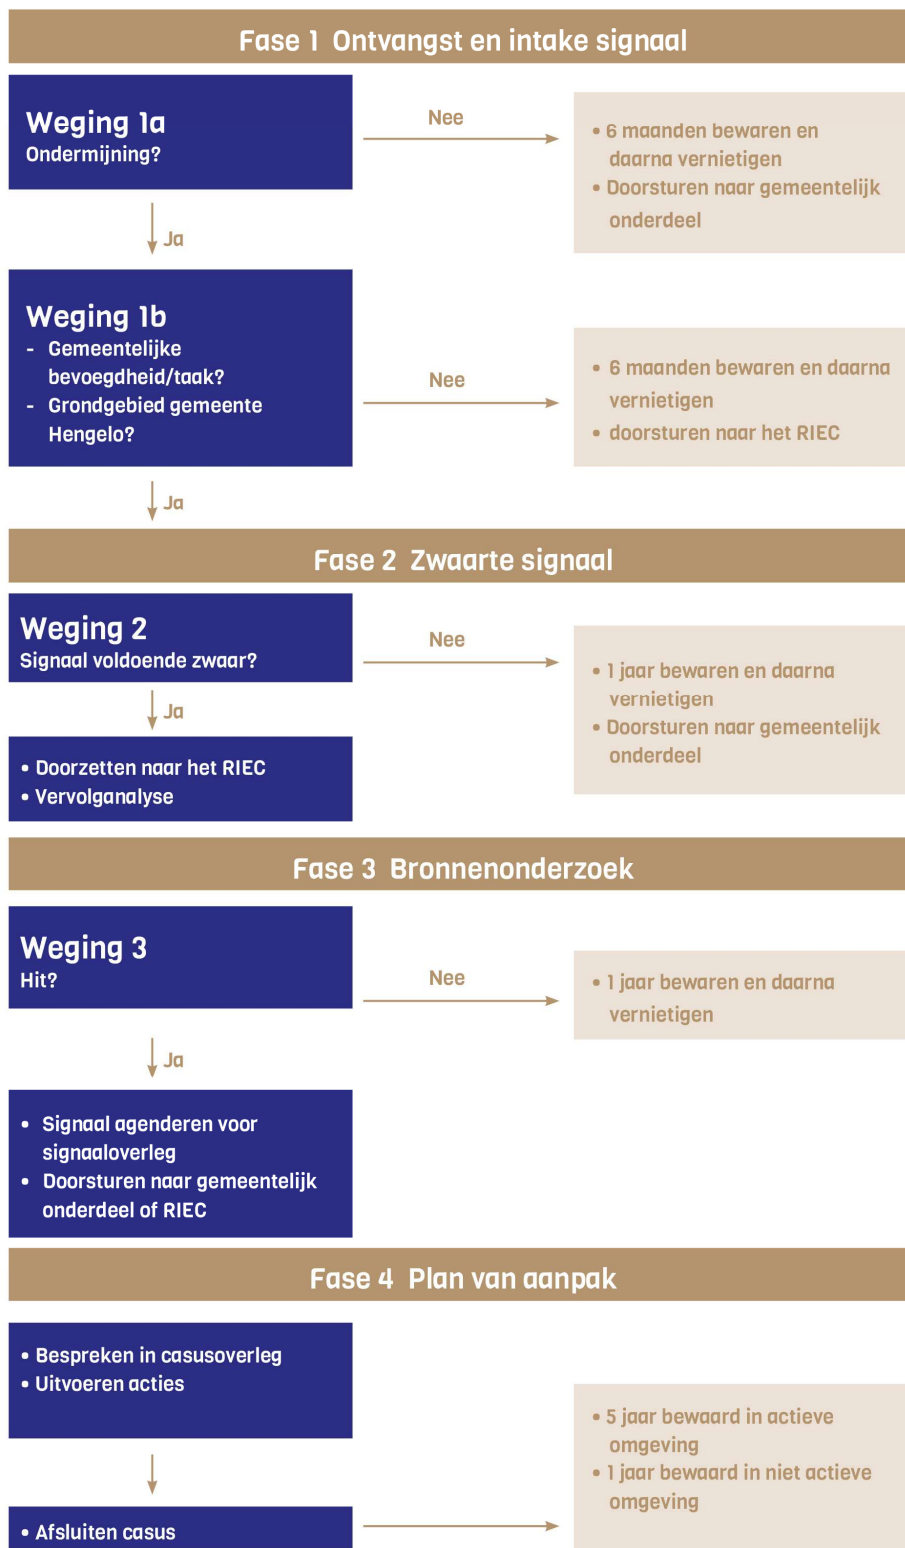 Fase 1 Ontvangst en intake signaal
Weging 1a
Ondermijning?
Nee
• 6 maanden bewaren en
daarna vernietigen
• Doorsturen naar gemeentelijk
onderdeel
Ja
Weging 1b
- Gemeentelijke
bevoegdheid/taak?
- Grondgebied gemeente
Hengelo?
Nee
• 6 maanden bewaren en daarna
vernietigen
• doorsturen naar het RIEC
Ja
Fase 2 Zwaarte signaal
Weging 2
Signaal voldoende zwaar?
Nee
• 1 jaar bewaren en daarna
vernietigen
• Doorsturen naar gemeentelijk
onderdeel
Ja
• Doorzetten naar het RIEC
• Vervolganalyse
Fase 3 Bronnenonderzoek
Weging 3
Hit?
Nee
• 1 jaar bewaren en daarna
vernietigen
Ja
• Signaal agenderen voor
signaaloverleg
• Doorsturen naar gemeentelijk
onderdeel of RIEC
Fase 4 Plan van aanpak
• Bespreken in casusoverleg
• Uitvoeren acties
• 5 jaar bewaard in actieve
omgeving
• 1 jaar bewaard in niet actieve
omgeving
• Afsluiten casus